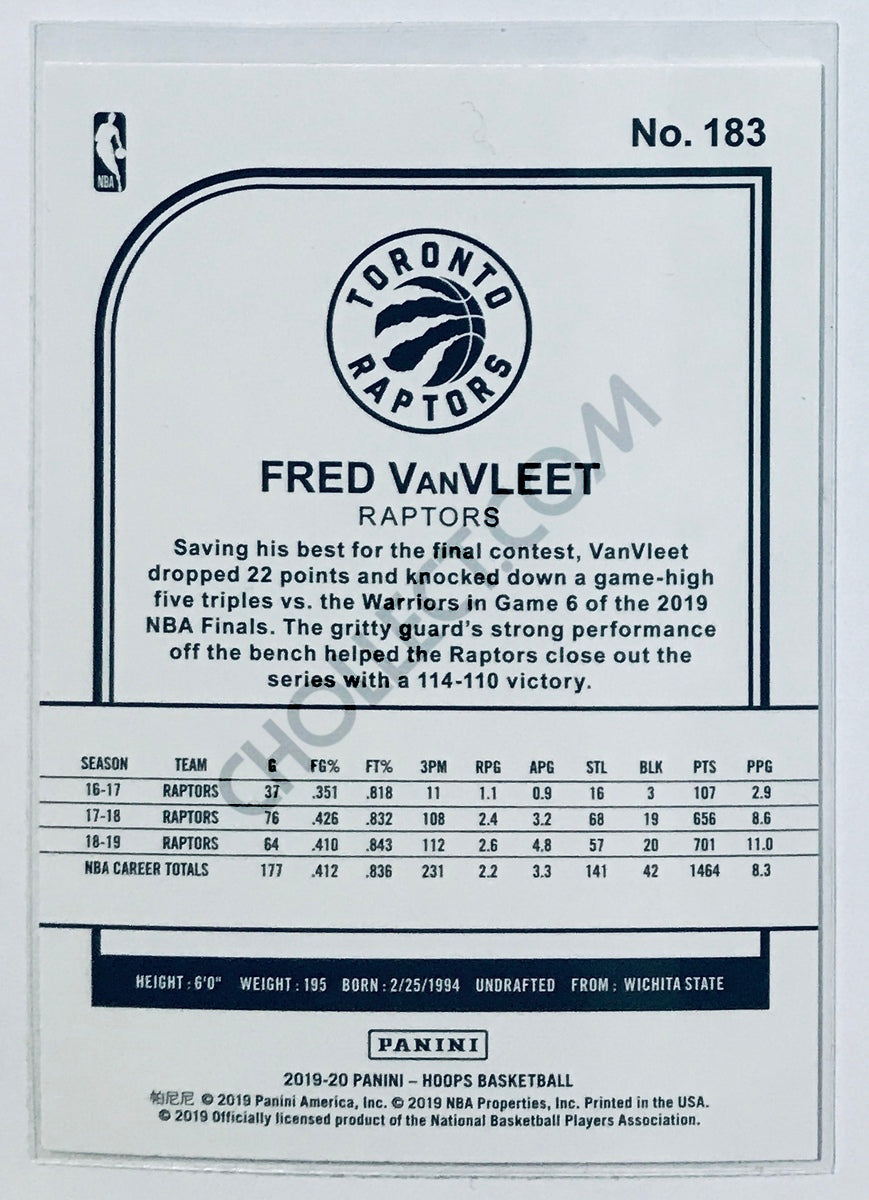 NBA
No. 183
TORONTO
RAPTORS
FRED VANVLEET
RAPTORS
Saving his best for the final contest, VanVleet
dropped 22 points and knocked down a game-high
five triples vs. the Warriors in Game 6 of the 2019
NBA Finals. The gritty guard's strong performance
off the bench helped the Raptors close out the
series with a 114-110 victory.
CHOLLECT.COM
SEASON TEAM G FG% FT% 3PM RPG APG STL BLK PTS PPG
16-17 RAPTORS 37 .351 .818 11 1.1 0.9 16 3 107 2.9
17-18 RAPTORS 76 .426 .832 108 2.4 3.2 68 19 656 8.6
18-19 RAPTORS 64 .410 .843 112 2.6 4.8 57 20 701 11.0
NBA CAREER TOTALS 177 .412 .836 231 2.2 3.3 141 42 1464 8.3
HEIGHT : 6'0" WEIGHT : 195 BORN : 2/25/1994 UNDRAFTED FROM : WICHITA STATE
PANINI
2019-20 PANINI – HOOPS BASKETBALL
帕尼尼 © 2019 Panini America, Inc. © 2019 NBA Properties, Inc. Printed in the USA.
© 2019 Officially licensed product of the National Basketball Players Association.